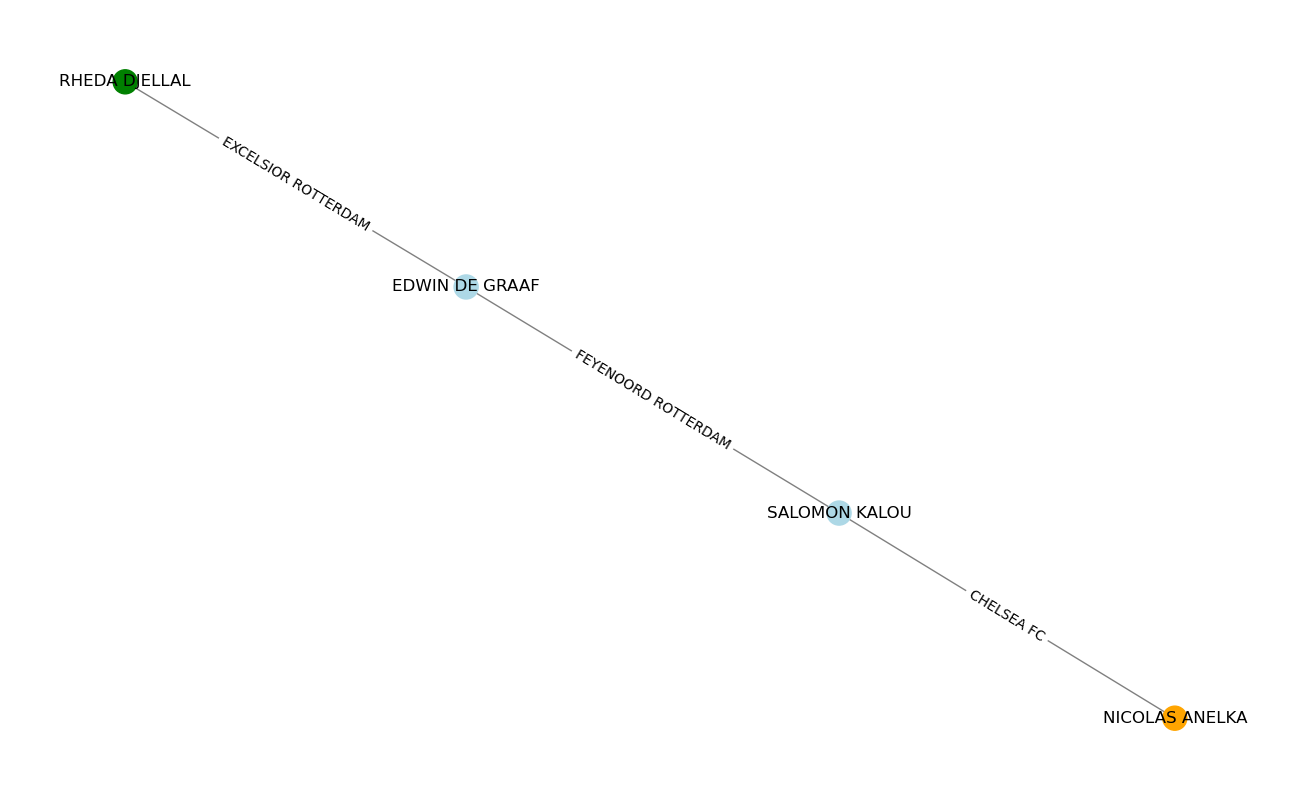 RHEDA DJELLAL
EXCELSIOR ROTTERDAM
EDWIN DE GRAAF
FEYENOORD ROTTERDAM
SALOMON KALOU
CHELSEA FC
NICOLAS ANELKA